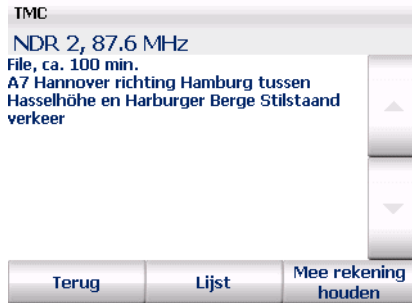 TMC
NDR 2, 87.6 MHz
File, ca. 100 min.
A7 Hannover richting Hamburg tussen
Hasselhöhe en Harburger Berge Stilstaand
verkeer
Terug
Lijst
Mee rekening
houden